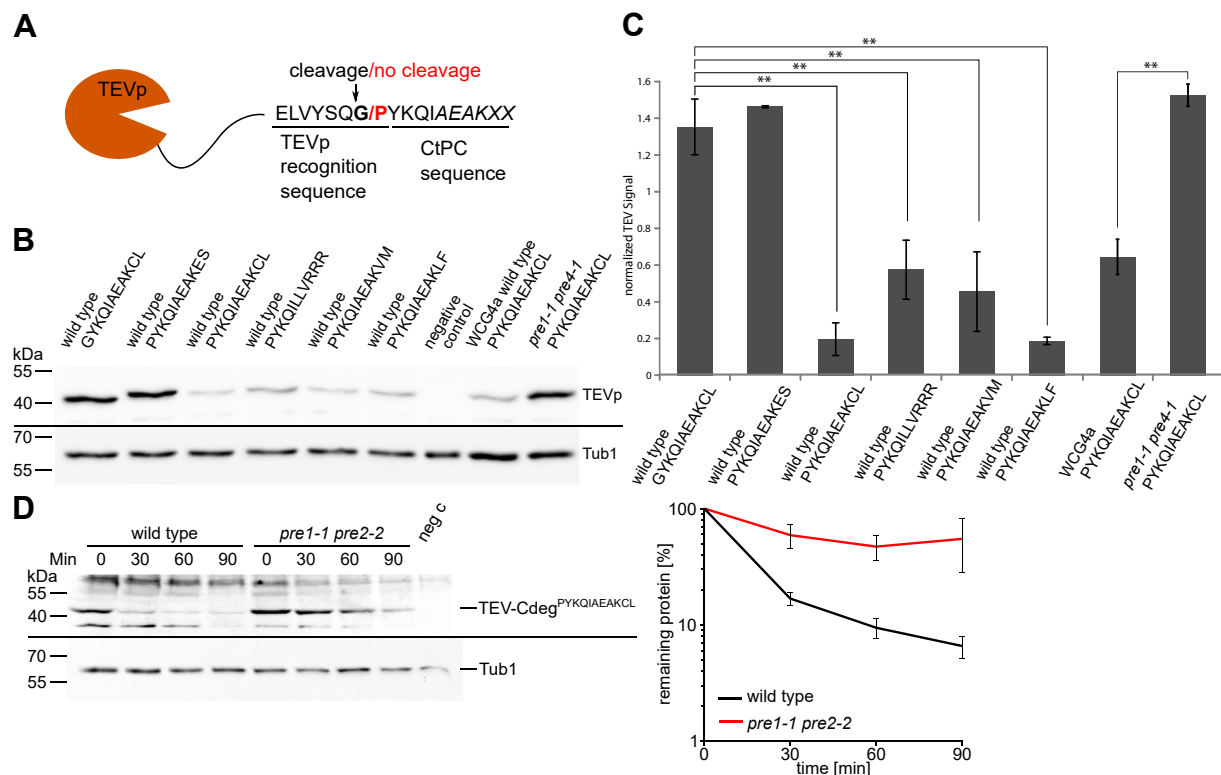 A
TEVp
cleavage/no cleavage
ELVYSQG/PYKQIAEAKXX
TEVp
recognition
sequence
CtPC
sequence
B
wild type
GYKQIAEAKCL
wild type
PYKQIAEAKES
wild type
PYKQIAEAKCL
wild type
PYKQILLVRRR
wild type
PYKQIAEAKVM
wild type
PYKQIAEAKLF
negative
control
WCG4a wild type
PYKQIAEAKCL
pre1-1 pre4-1
PYKQIAEAKCL
kDa
55
40
TEVp
70
55
Tub1
C
**
**
**
**
**
normalized TEV Signal
1.6
1.4
1.2
1
0.8
0.6
0.4
0.2
0
wild type
GYKQIAEAKCL
wild type
PYKQIAEAKES
wild type
PYKQIAEAKCL
wild type
PYKQILLVRRR
wild type
PYKQIAEAKVM
wild type
PYKQIAEAKLF
WCG4a
PYKQIAEAKCL
pre1-1 pre4-1
PYKQIAEAKCL
D
wild type
pre1-1 pre2-2
neg c
Min 0 30 60 90 0 30 60 90
kDa
55
40
TEV-CdegPYKQIAEAKCL
70
55
Tub1
remaining protein [%]
100
10
1
wild type
pre1-1 pre2-2
0 30 60 90
time [min]